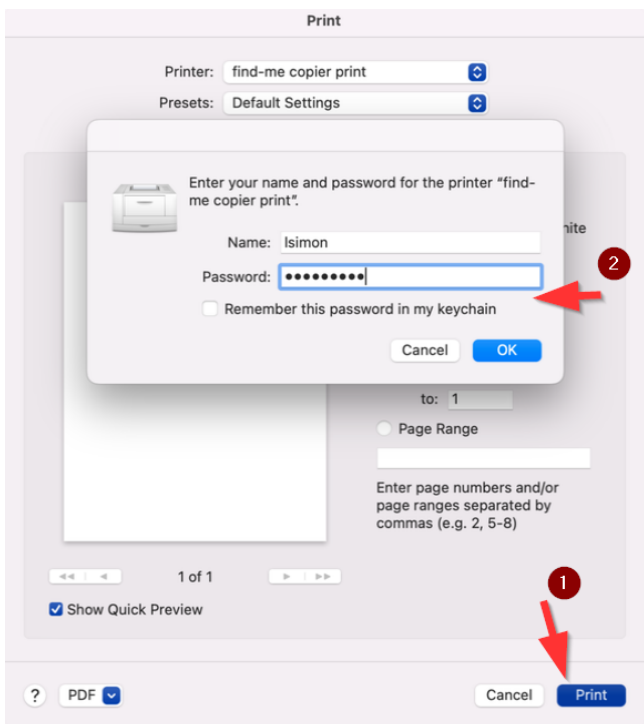 Print
Printer: find-me copier print
Presets: Default Settings
Enter your name and password for the printer “find-
me copier print”.
hite
Name: lsimon
2
Password: •••••••••
Remember this password in my keychain
Cancel OK
to: 1
Page Range
Enter page numbers and/or
page ranges separated by
commas (e.g. 2, 5-8)
1 of 1
1
Show Quick Preview
? PDF Cancel Print